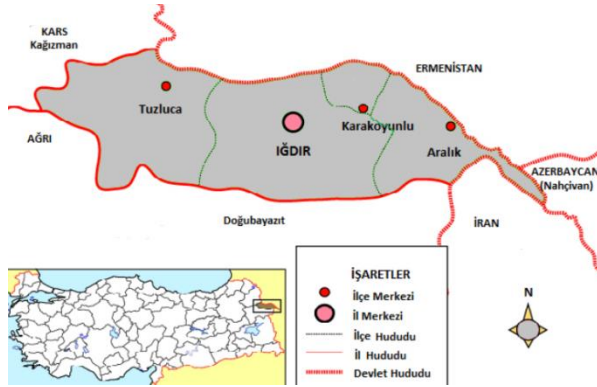 KARS
Kağızman
ERMENİSTAN
Tuzluca
Karakoyunlu
IĞDIR
AĞRI
Aralık
AZERBAYCAN
(Nahçivan)
Doğubayazıt
İRAN
İŞARETLER
İlçe Merkezi
İl Merkezi
İlçe Hududu
İl Hududu
Devlet Hududu
N